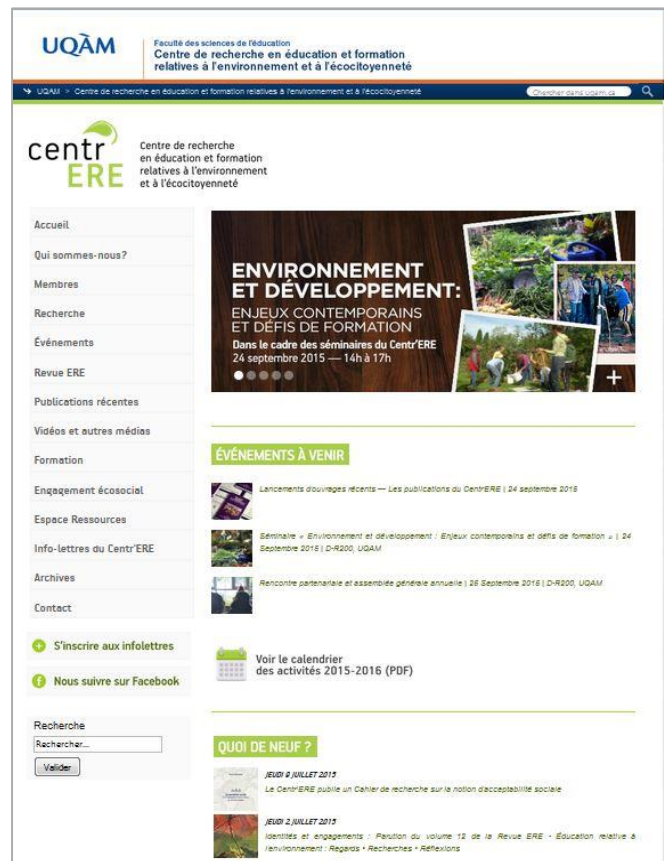 UQÀM
Faculté des sciences de l'éducation
Centre de recherche en éducation et formation
relatives à l'environnement et à l'écocitoyenneté
UQAM > Centre de recherche en éducation et formation relatives à l'environnement et à l'écocitoyenneté
Chercher dans uqam.ca
centr
ERE
Centre de recherche
en éducation et formation
relatives à l'environnement
et à l'écocitoyenneté
Accueil
Qui sommes-nous?
Membres
Recherche
Événements
Revue ERE
Publications récentes
Vidéos et autres médias
Formation
Engagement écosocial
Espace Ressources
Info-lettres du Centr'ERE
Archives
Contact
S'inscrire aux infolettres
Nous suivre sur Facebook
Recherche
Rechercher...
Valider
ENVIRONNEMENT
ET DÉVELOPPEMENT:
ENJEUX CONTEMPORAINS
ET DÉFIS DE FORMATION
Dans le cadre des séminaires du Centr'ERE
24 septembre 2015 — 14h à 17h
+
ÉVÉNEMENTS À VENIR
Lancements d'ouvrages récents — Les publications du Centr'ERE | 24 septembre 2015
Séminaire « Environnement et développement : Enjeux contemporains et défis de formation » | 24
Septembre 2015 | D-R200, UQAM
Rencontre partenariale et assemblée générale annuelle | 25 Septembre 2015 | D-R200, UQAM
Voir le calendrier
des activités 2015-2016 (PDF)
QUOI DE NEUF ?
JEUDI 9 JUILLET 2015
Le Centr'ERE publie un Cahier de recherche sur la notion d'acceptabilité sociale
JEUDI 2 JUILLET 2015
Identités et engagements : Parution du volume 12 de la Revue ERE - Éducation relative à
l'environnement : Regards • Recherches • Réflexions